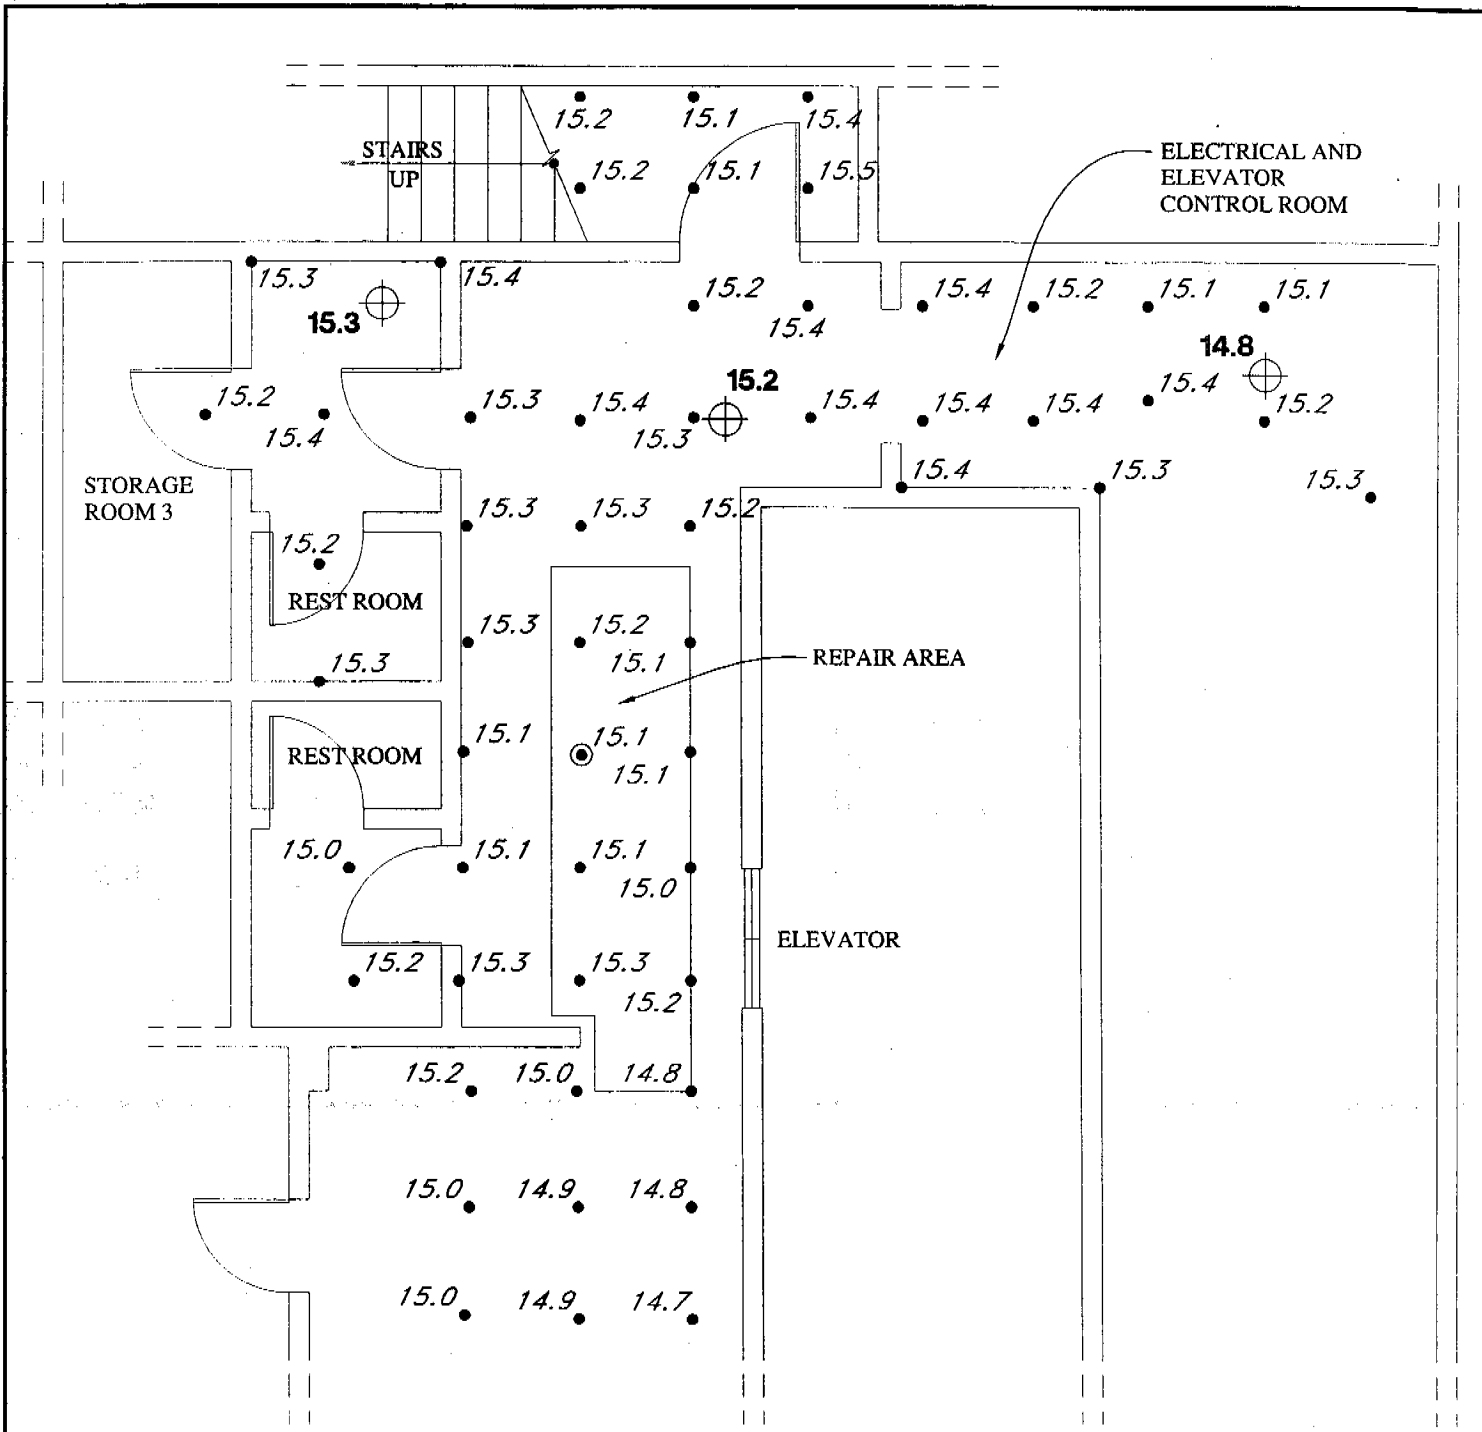 15.2 15.1 15.4
STAIRS
UP
15.2 15.1 15.5
ELECTRICAL AND
ELEVATOR
CONTROL ROOM
15.3 15.4
15.3
15.2 15.4
15.4 15.2 15.1 15.1
14.8
15.2
15.2 15.4
15.3 15.4 15.3 15.4 15.4 15.4 15.4 15.2
STORAGE
ROOM 3
15.4 15.3 15.3
15.3 15.3 15.2
15.2
REST ROOM
15.3 15.2 15.1
REPAIR AREA
15.3
REST ROOM
15.1 15.1 15.1
15.0 15.1 15.1 15.0
ELEVATOR
15.2 15.3 15.3 15.2
15.2 15.0 14.8
15.0 14.9 14.8
15.0 14.9 14.7